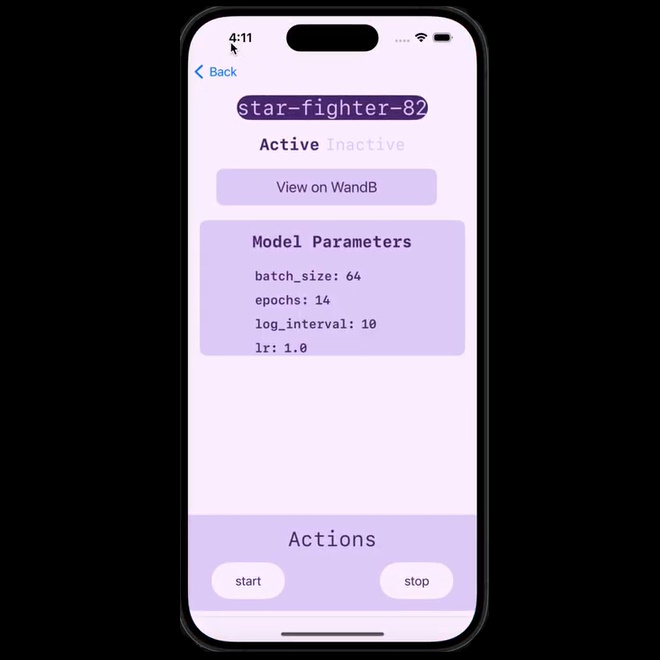 4:11
Back
star-fighter-82
Active Inactive
View on WandB
Model Parameters
batch_size: 64
epochs: 14
log_interval: 10
lr: 1.0
Actions
start stop